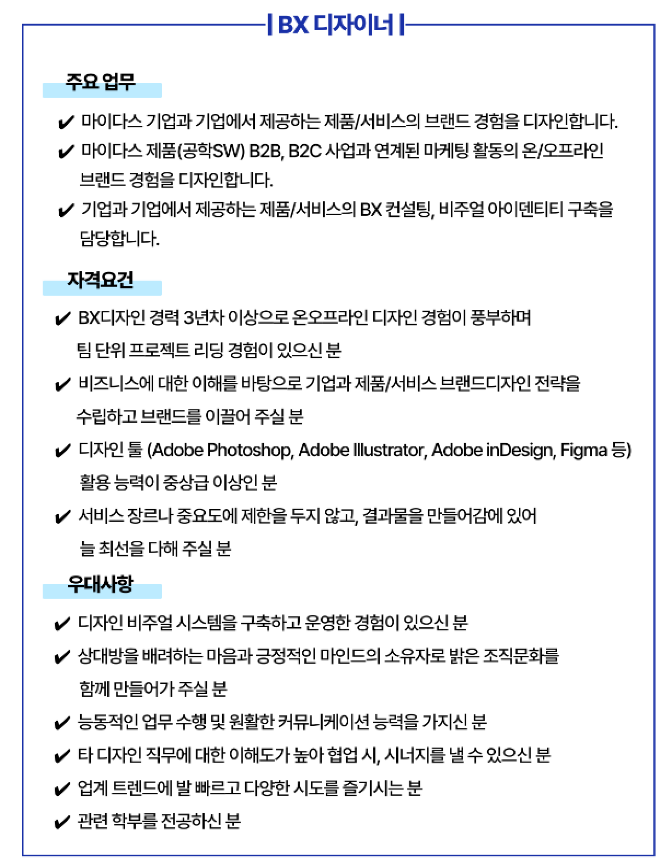 | BX 디자이너 |
주요 업무
✔ 마이다스 기업과 기업에서 제공하는 제품/서비스의 브랜드 경험을 디자인합니다.
✔ 마이다스 제품(공학SW) B2B, B2C 사업과 연계된 마케팅 활동의 온/오프라인
브랜드 경험을 디자인합니다.
✔ 기업과 기업에서 제공하는 제품/서비스의 BX 컨설팅, 비주얼 아이덴티티 구축을
담당합니다.
자격요건
✔ BX디자인 경력 3년차 이상으로 온오프라인 디자인 경험이 풍부하며
팀 단위 프로젝트 리딩 경험이 있으신 분
✔ 비즈니스에 대한 이해를 바탕으로 기업과 제품/서비스 브랜드디자인 전략을
수립하고 브랜드를 이끌어 주실 분
✔ 디자인 툴 (Adobe Photoshop, Adobe Illustrator, Adobe inDesign, Figma 등)
활용 능력이 중상급 이상인 분
✔ 서비스 장르나 중요도에 제한을 두지 않고, 결과물을 만들어감에 있어
늘 최선을 다해 주실 분
우대사항
✔ 디자인 비주얼 시스템을 구축하고 운영한 경험이 있으신 분
✔ 상대방을 배려하는 마음과 긍정적인 마인드의 소유자로 밝은 조직문화를
함께 만들어가 주실 분
✔ 능동적인 업무 수행 및 원활한 커뮤니케이션 능력을 가지신 분
✔ 타 디자인 직무에 대한 이해도가 높아 협업 시, 시너지를 낼 수 있으신 분
✔ 업계 트렌드에 발 빠르고 다양한 시도를 즐기시는 분
✔ 관련 학부를 전공하신 분